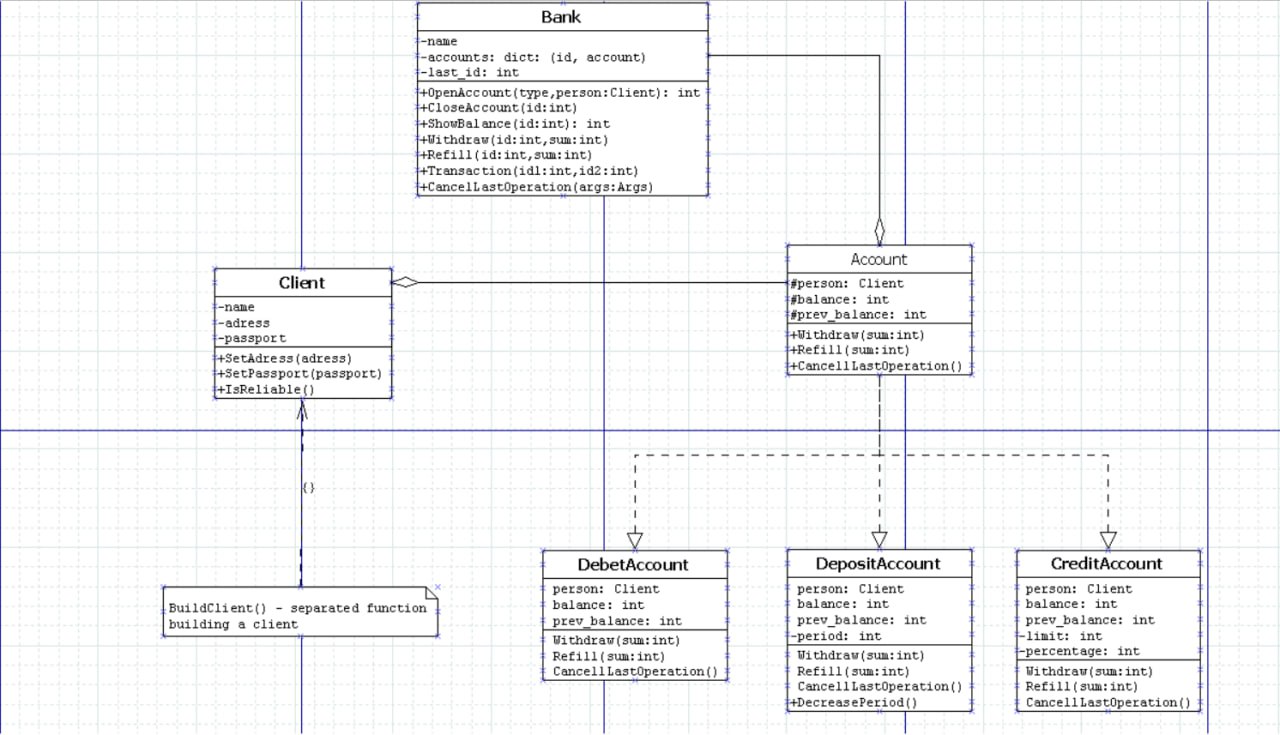 Bank
-name
-accounts: dict: (id, account)
-last_id: int
+OpenAccount(type,person:Client): int
+CloseAccount(id:int)
+ShowBalance(id:int): int
+Withdraw(id:int,sum:int)
+Refill(id:int,sum:int)
+Transaction(id1:int,id2:int)
+CancellLastOperation(args:Args)
Client
-name
-adress
-passport
+SetAdress(adress)
+SetPassport(passport)
+IsReliable()
Account
#person: Client
#balance: int
#prev_balance: int
+Withdraw(sum:int)
+Refill(sum:int)
+CancellLastOperation()
{}
BuildClient() - separated function
building a client
DebetAccount
person: Client
balance: int
prev_balance: int
Withdraw(sum:int)
Refill(sum:int)
CancellLastOperation()
DepositAccount
person: Client
balance: int
prev_balance: int
-period: int
Withdraw(sum:int)
Refill(sum:int)
CancellLastOperation()
+DecreasePeriod()
CreditAccount
person: Client
balance: int
prev_balance: int
-limit: int
-percentage: int
Withdraw(sum:int)
Refill(sum:int)
CancellLastOperation()